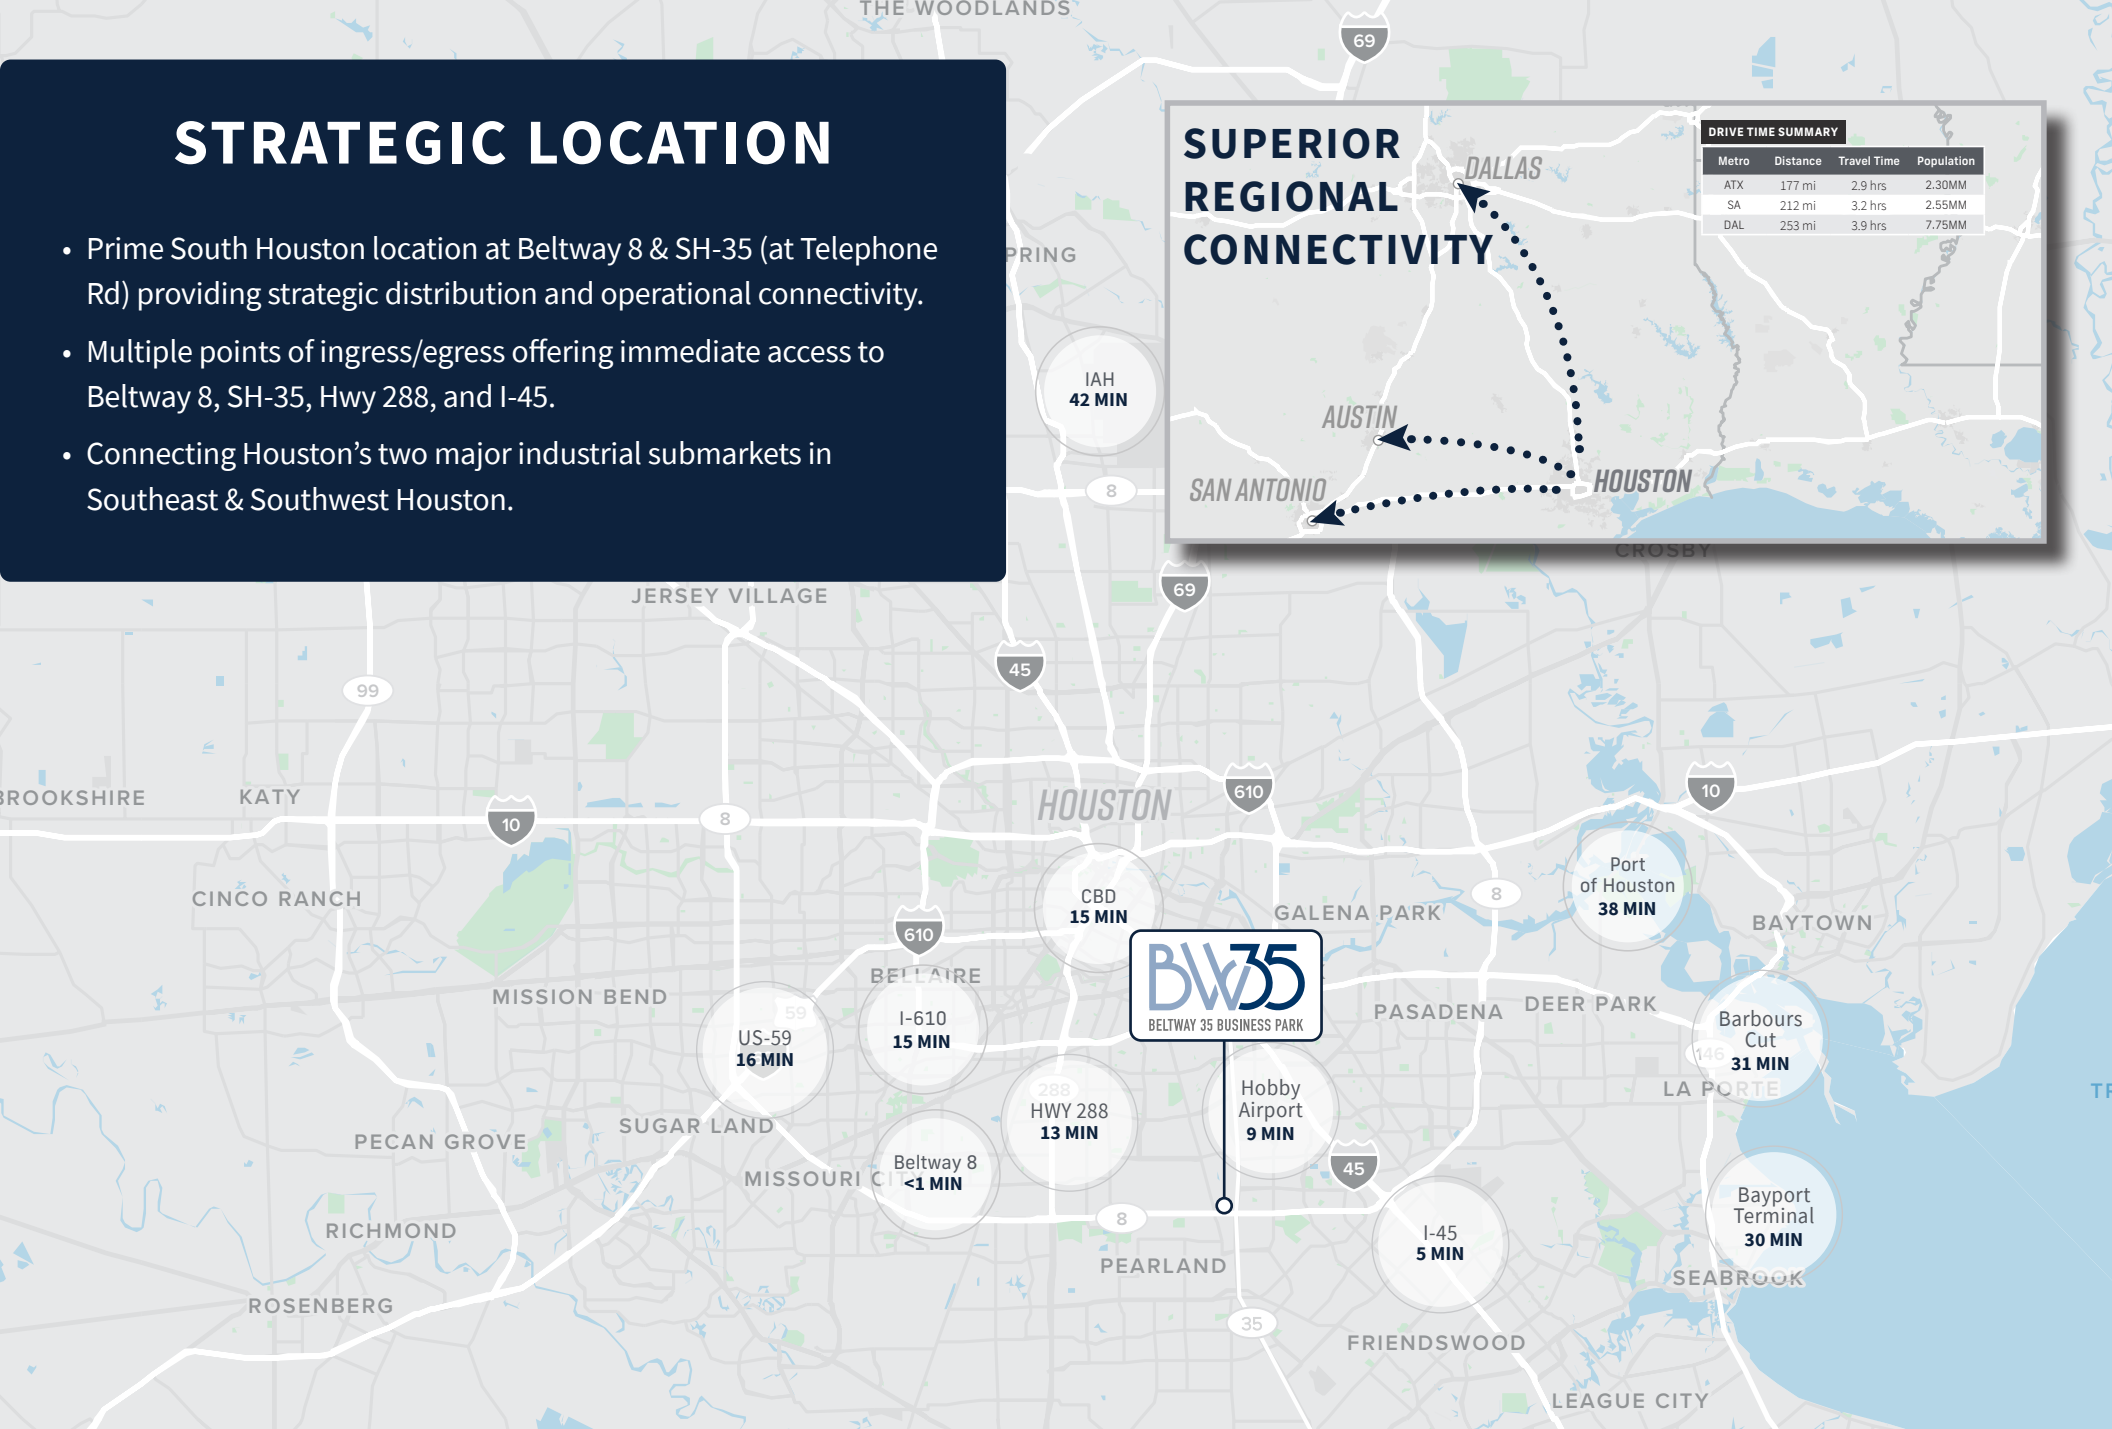 THE WOODLANDS
69
STRATEGIC LOCATION
• Prime South Houston location at Beltway 8 & SH-35 (at Telephone
Rd) providing strategic distribution and operational connectivity.
• Multiple points of ingress/egress offering immediate access to
Beltway 8, SH-35, Hwy 288, and I-45.
• Connecting Houston’s two major industrial submarkets in
Southeast & Southwest Houston.
SUPERIOR
REGIONAL
CONNECTIVITY
DALLAS
AUSTIN
SAN ANTONIO
HOUSTON
DRIVE TIME SUMMARY
Metro Distance Travel Time Population
ATX 177 mi 2.9 hrs 2.30MM
SA 212 mi 3.2 hrs 2.55MM
DAL 253 mi 3.9 hrs 7.75MM
PRING
IAH
42 MIN
8
CROSBY
69
JERSEY VILLAGE
45
99
BROOKSHIRE
KATY
10
8
HOUSTON
610
10
CINCO RANCH
CBD
15 MIN
8
Port
of Houston
38 MIN
GALENA PARK
BAYTOWN
610
BELLAIRE
MISSION BEND
BW35
BELTWAY 35 BUSINESS PARK
PASADENA
DEER PARK
59
US-59
16 MIN
I-610
15 MIN
Barbours
Cut
31 MIN
146
LA PORTE
288
HWY 288
13 MIN
Hobby
Airport
9 MIN
TR
SUGAR LAND
PECAN GROVE
MISSOURI CITY
Beltway 8
<1 MIN
45
8
RICHMOND
I-45
5 MIN
Bayport
Terminal
30 MIN
PEARLAND
SEABROOK
ROSENBERG
35
FRIENDSWOOD
LEAGUE CITY